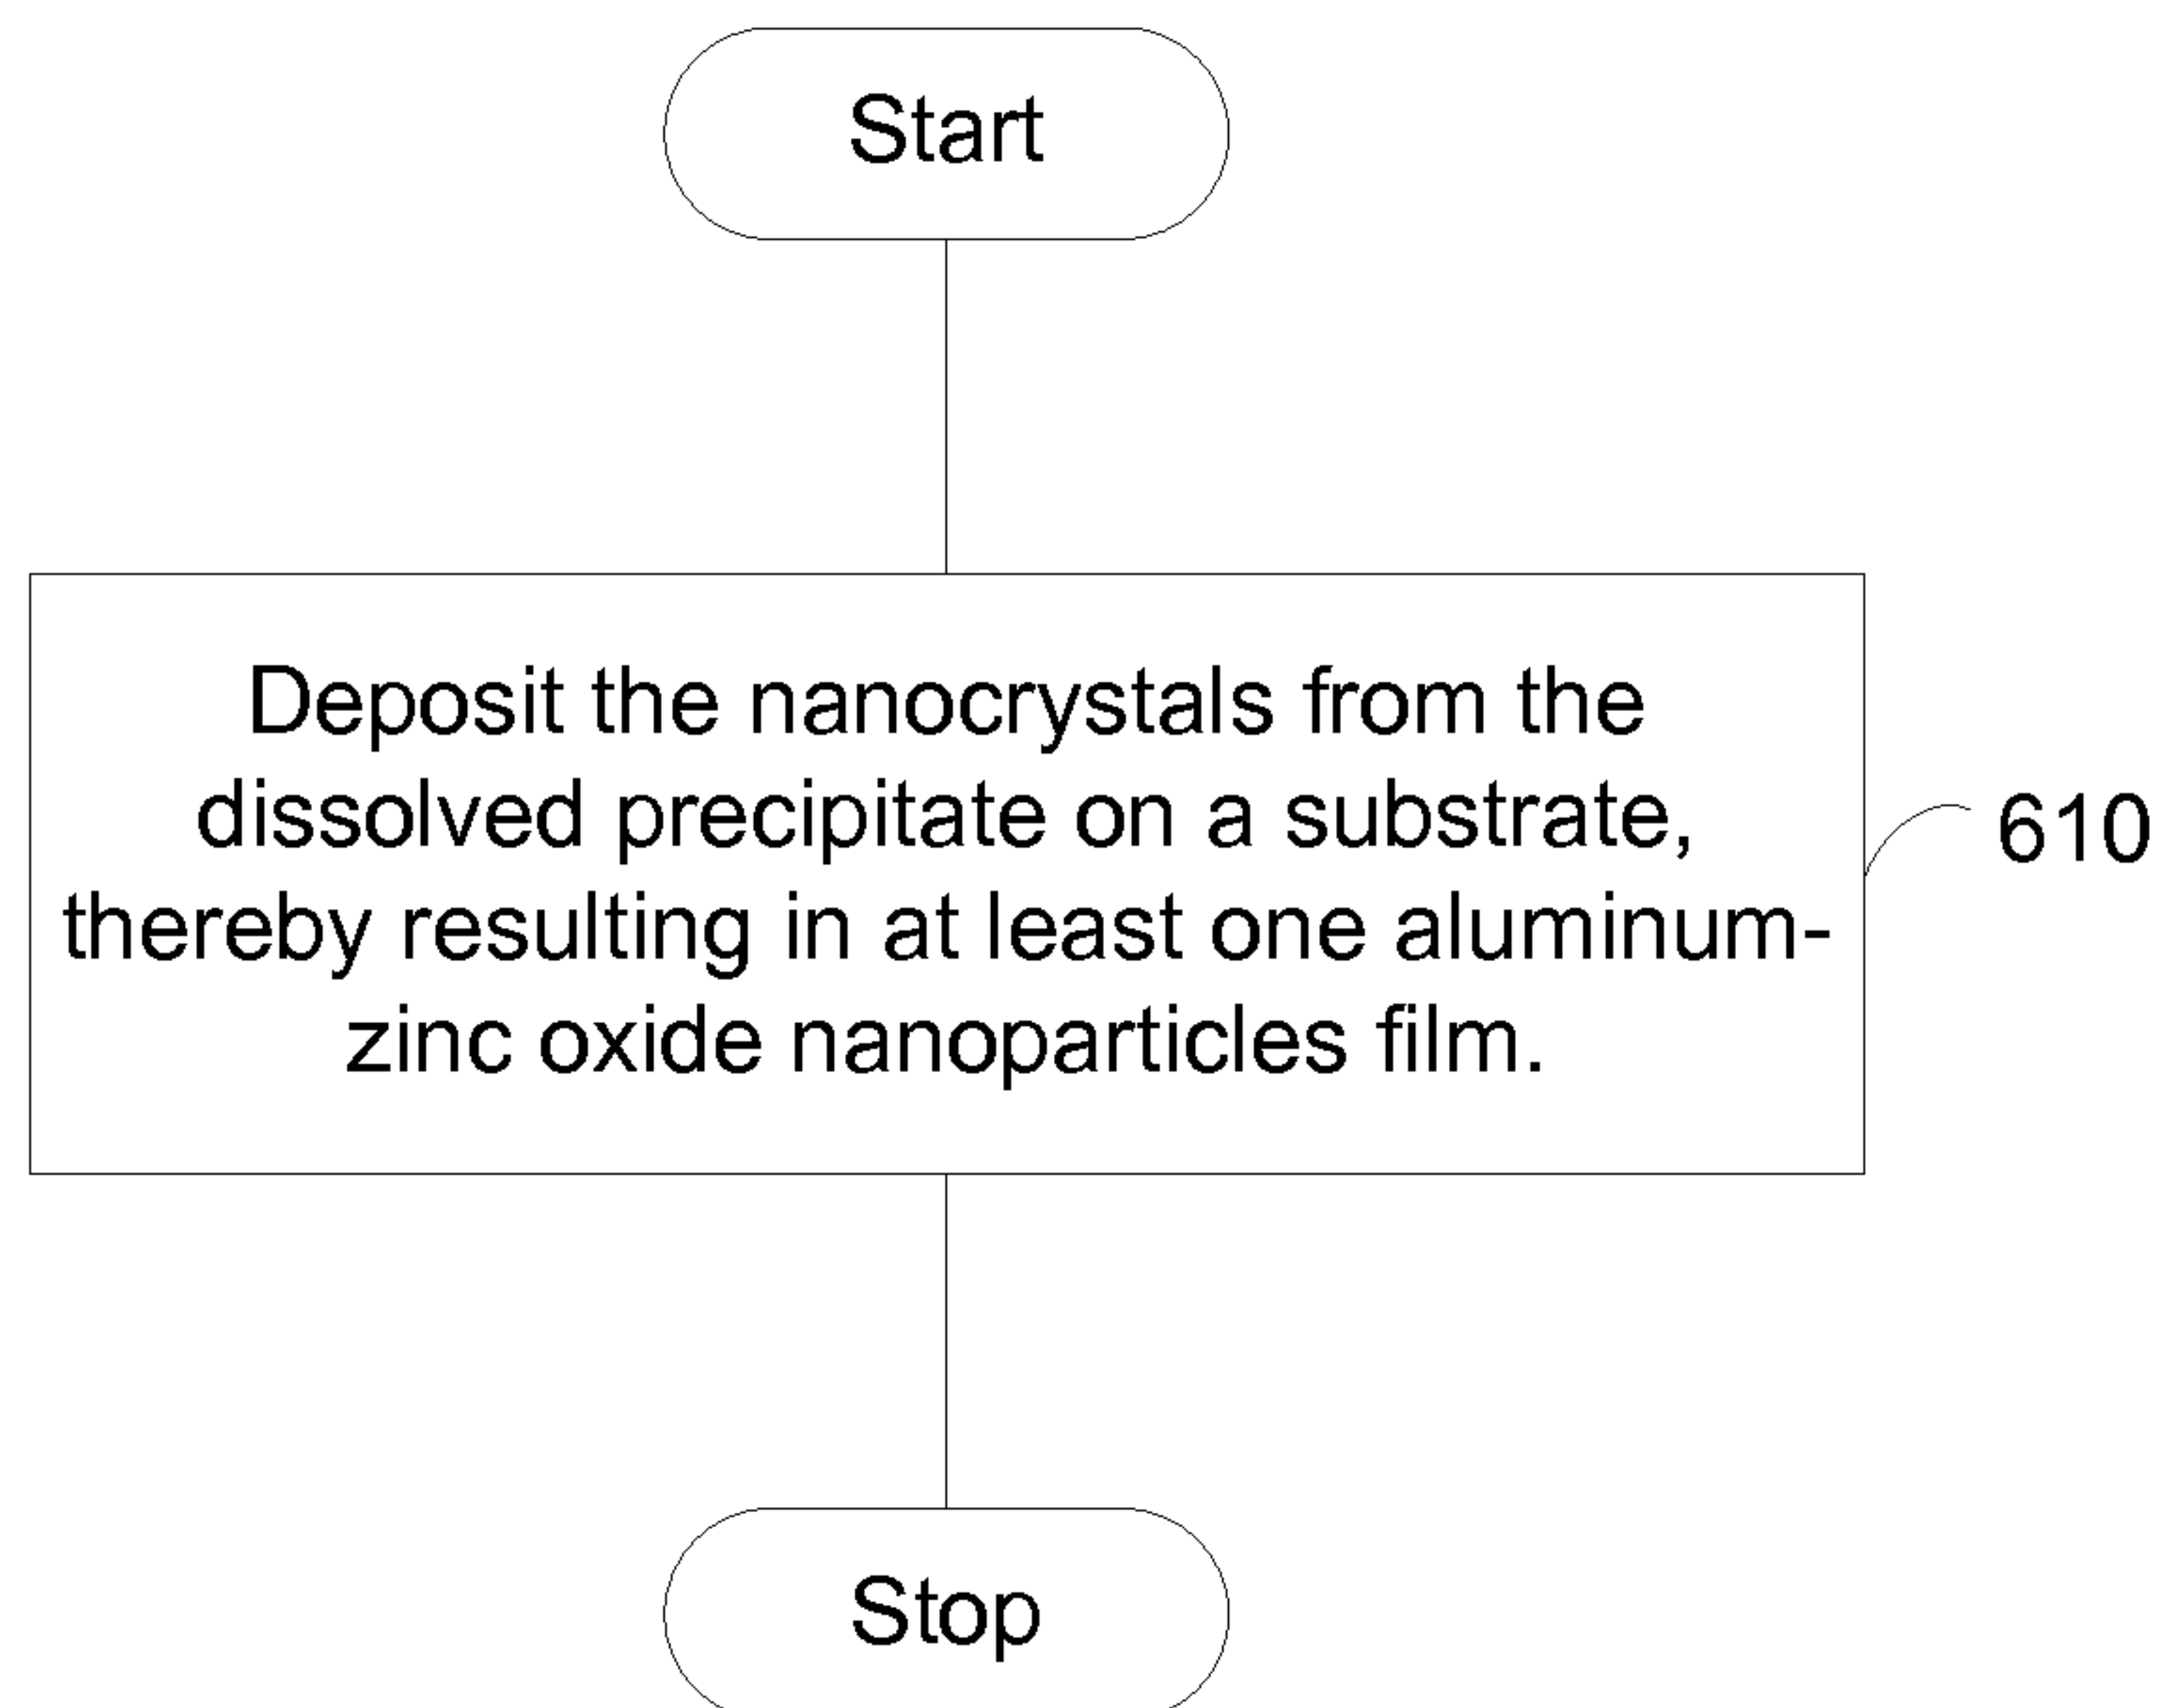 Start
Deposit the nanocrystals from the
dissolved precipitate on a substrate,
thereby resulting in at least one aluminum-
zinc oxide nanoparticles film.
610
Stop